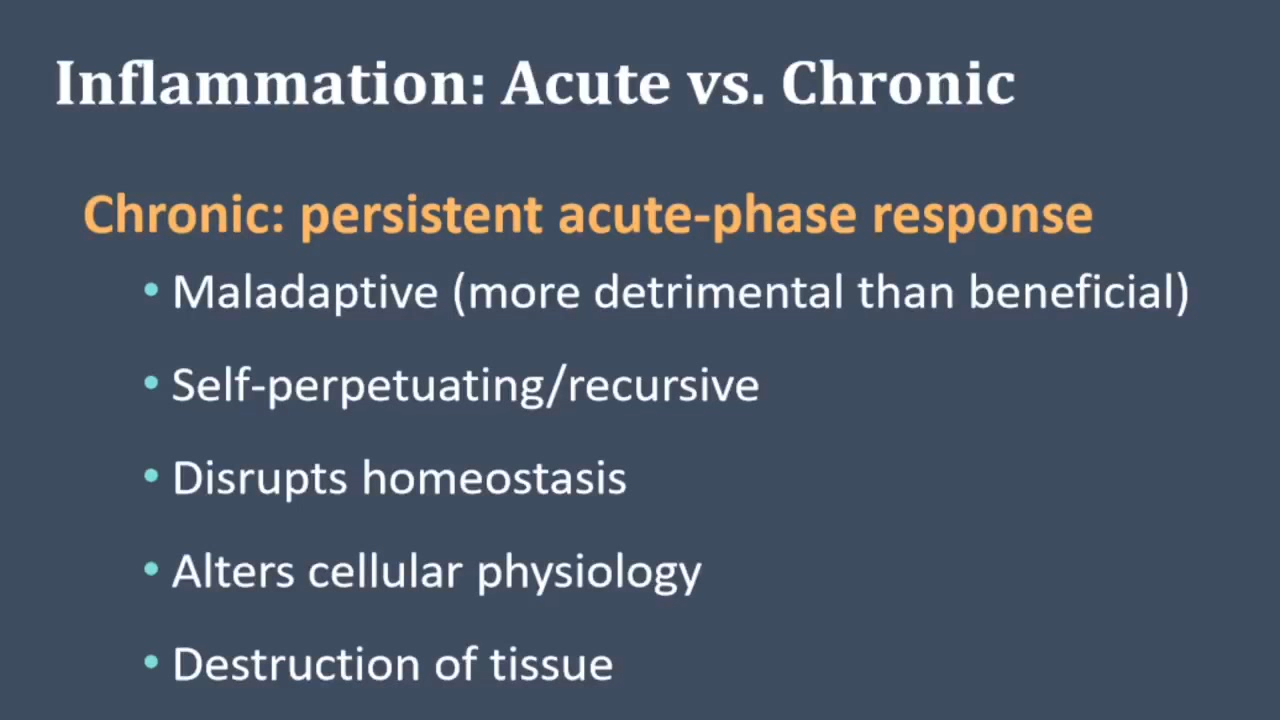 Inflammation: Acute vs. Chronic
Chronic: persistent acute-phase response
• Maladaptive (more detrimental than beneficial)
• Self-perpetuating/recursive
• Disrupts homeostasis
• Alters cellular physiology
• Destruction of tissue